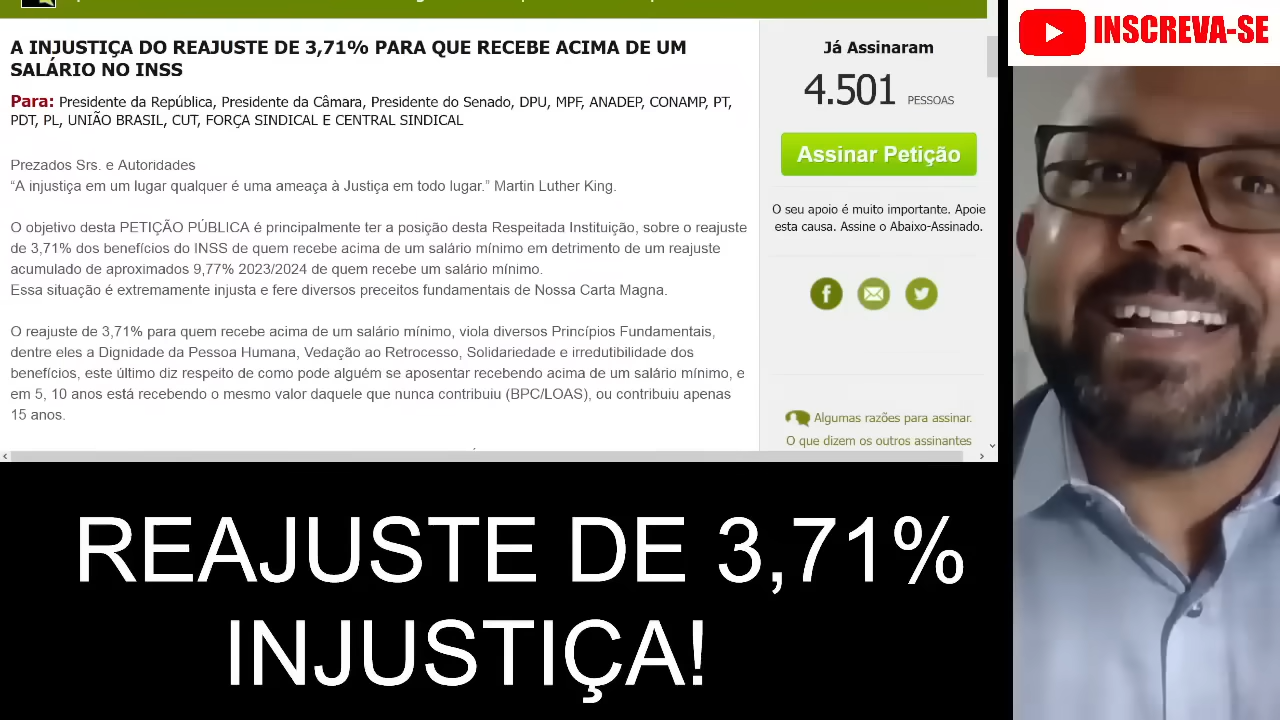 A INJUSTIÇA DO REAJUSTE DE 3,71% PARA QUE RECEBE ACIMA DE UM
SALÁRIO NO INSS
Para: Presidente da República, Presidente da Câmara, Presidente do Senado, DPU, MPF, ANADEP, CONAMP, PT,
PDT, PL, UNIÃO BRASIL, CUT, FORÇA SINDICAL E CENTRAL SINDICAL
Prezados Srs. e Autoridades
“A injustiça em um lugar qualquer é uma ameaça à Justiça em todo lugar.” Martin Luther King.
O objetivo desta PETIÇÃO PÚBLICA é principalmente ter a posição desta Respeitada Instituição, sobre o reajuste
de 3,71% dos benefícios do INSS de quem recebe acima de um salário mínimo em detrimento de um reajuste
acumulado de aproximados 9,77% 2023/2024 de quem recebe um salário mínimo.
Essa situação é extremamente injusta e fere diversos preceitos fundamentais de Nossa Carta Magna.
O reajuste de 3,71% para quem recebe acima de um salário mínimo, viola diversos Princípios Fundamentais,
dentre eles a Dignidade da Pessoa Humana, Vedação ao Retrocesso, Solidariedade e irredutibilidade dos
benefícios, este último diz respeito de como pode alguém se aposentar recebendo acima de um salário mínimo, e
em 5, 10 anos está recebendo o mesmo valor daquele que nunca contribuiu (BPC/LOAS), ou contribuiu apenas
15 anos.
Já Assinaram
4.501 PESSOAS
Assinar Petição
O seu apoio é muito importante. Apoie
esta causa. Assine o Abaixo-Assinado.
Algumas razões para assinar.
O que dizem os outros assinantes
INSCREVA-SE
REAJUSTE DE 3,71%
INJUSTIÇA!